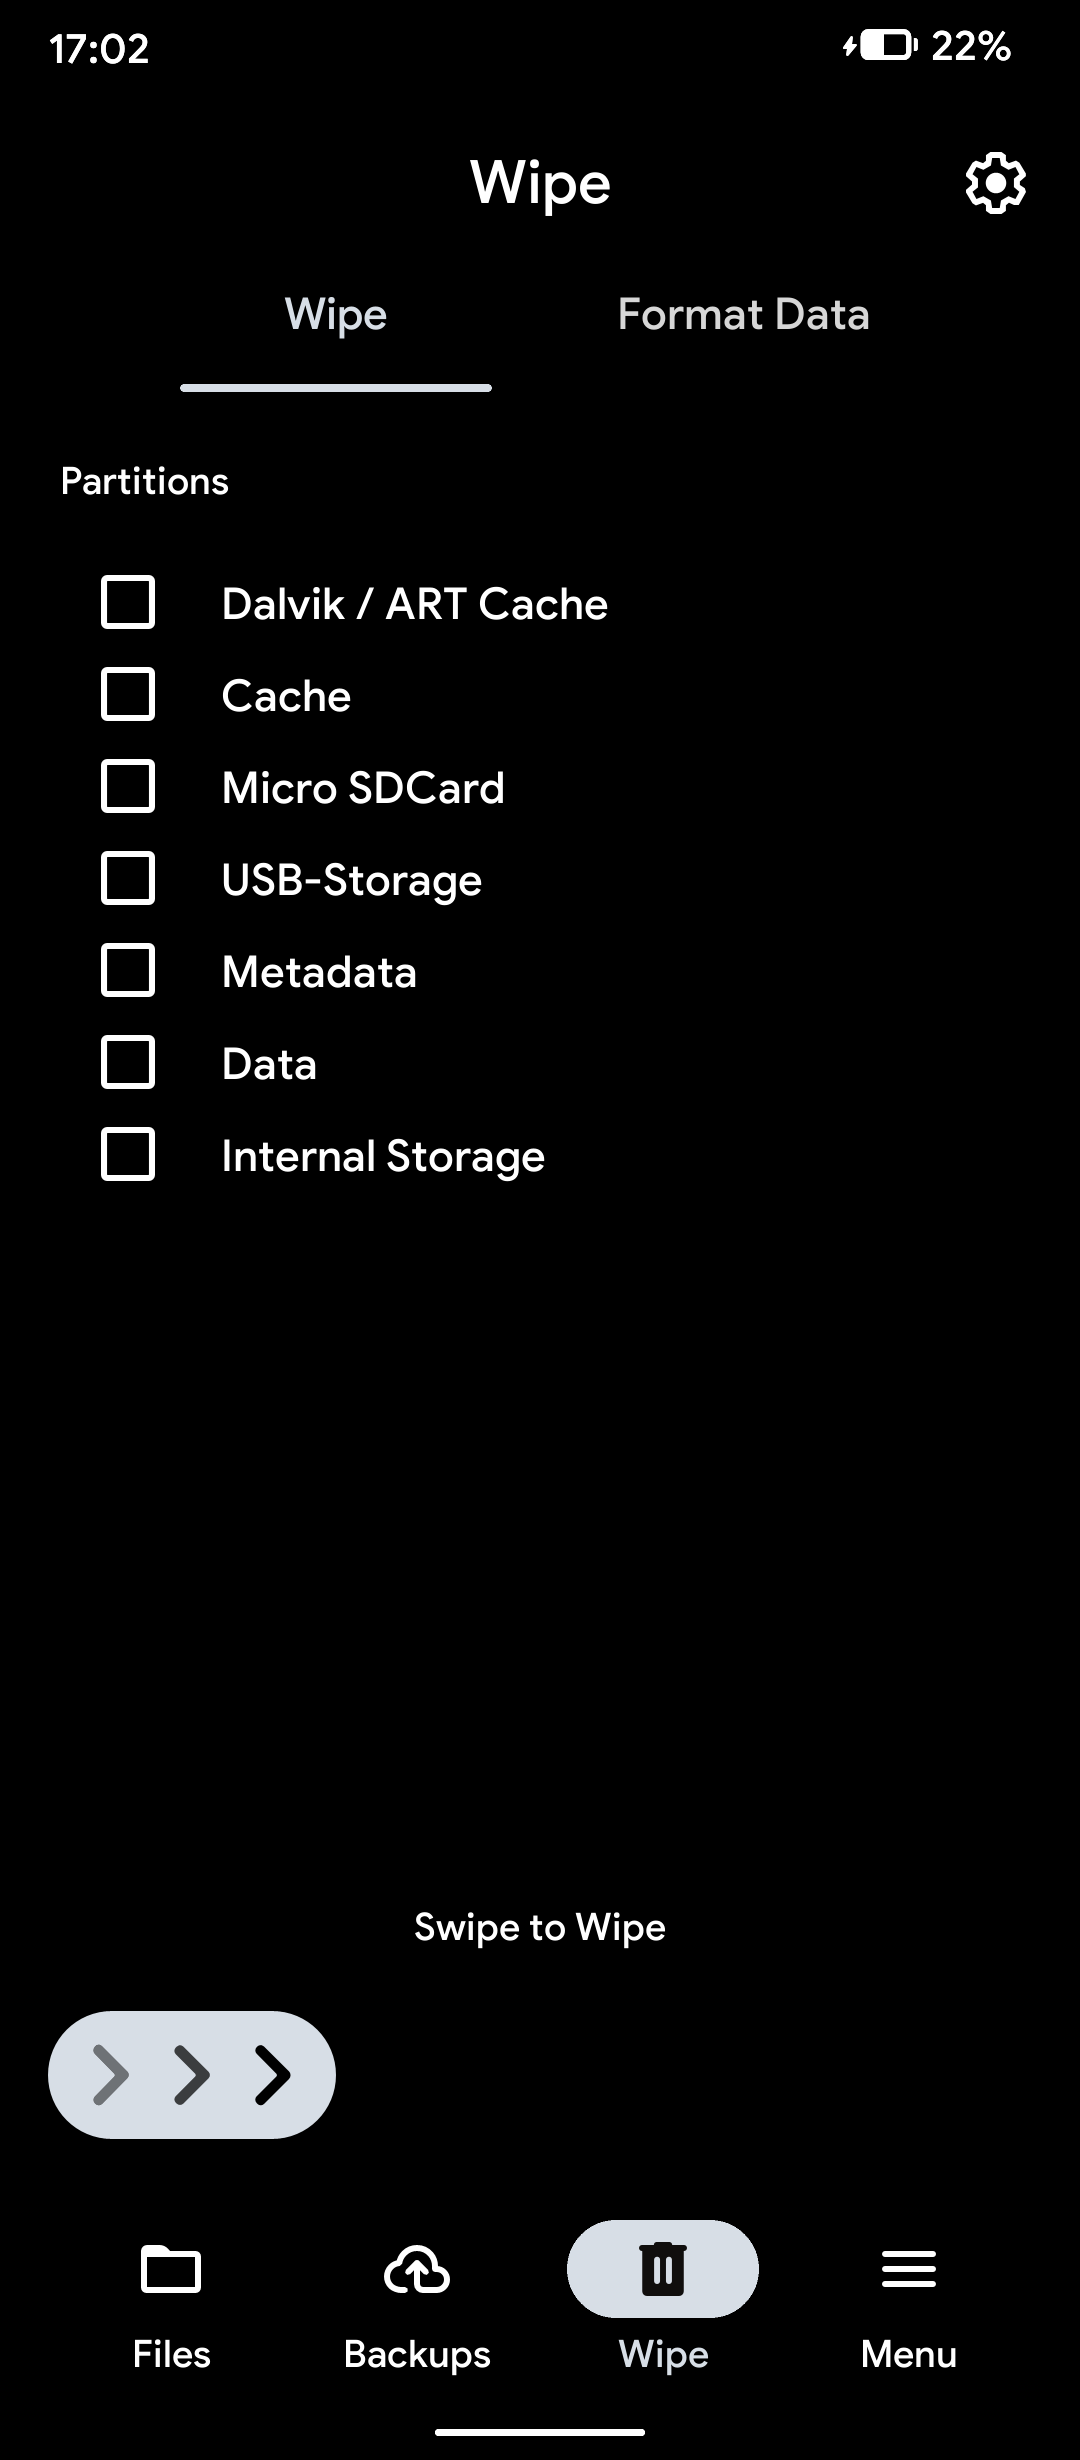 17:02 22%
Wipe
Wipe Format Data
Partitions
Dalvik / ART Cache
Cache
Micro SDCard
USB-Storage
Metadata
Data
Internal Storage
Swipe to Wipe
Files Backups Wipe Menu